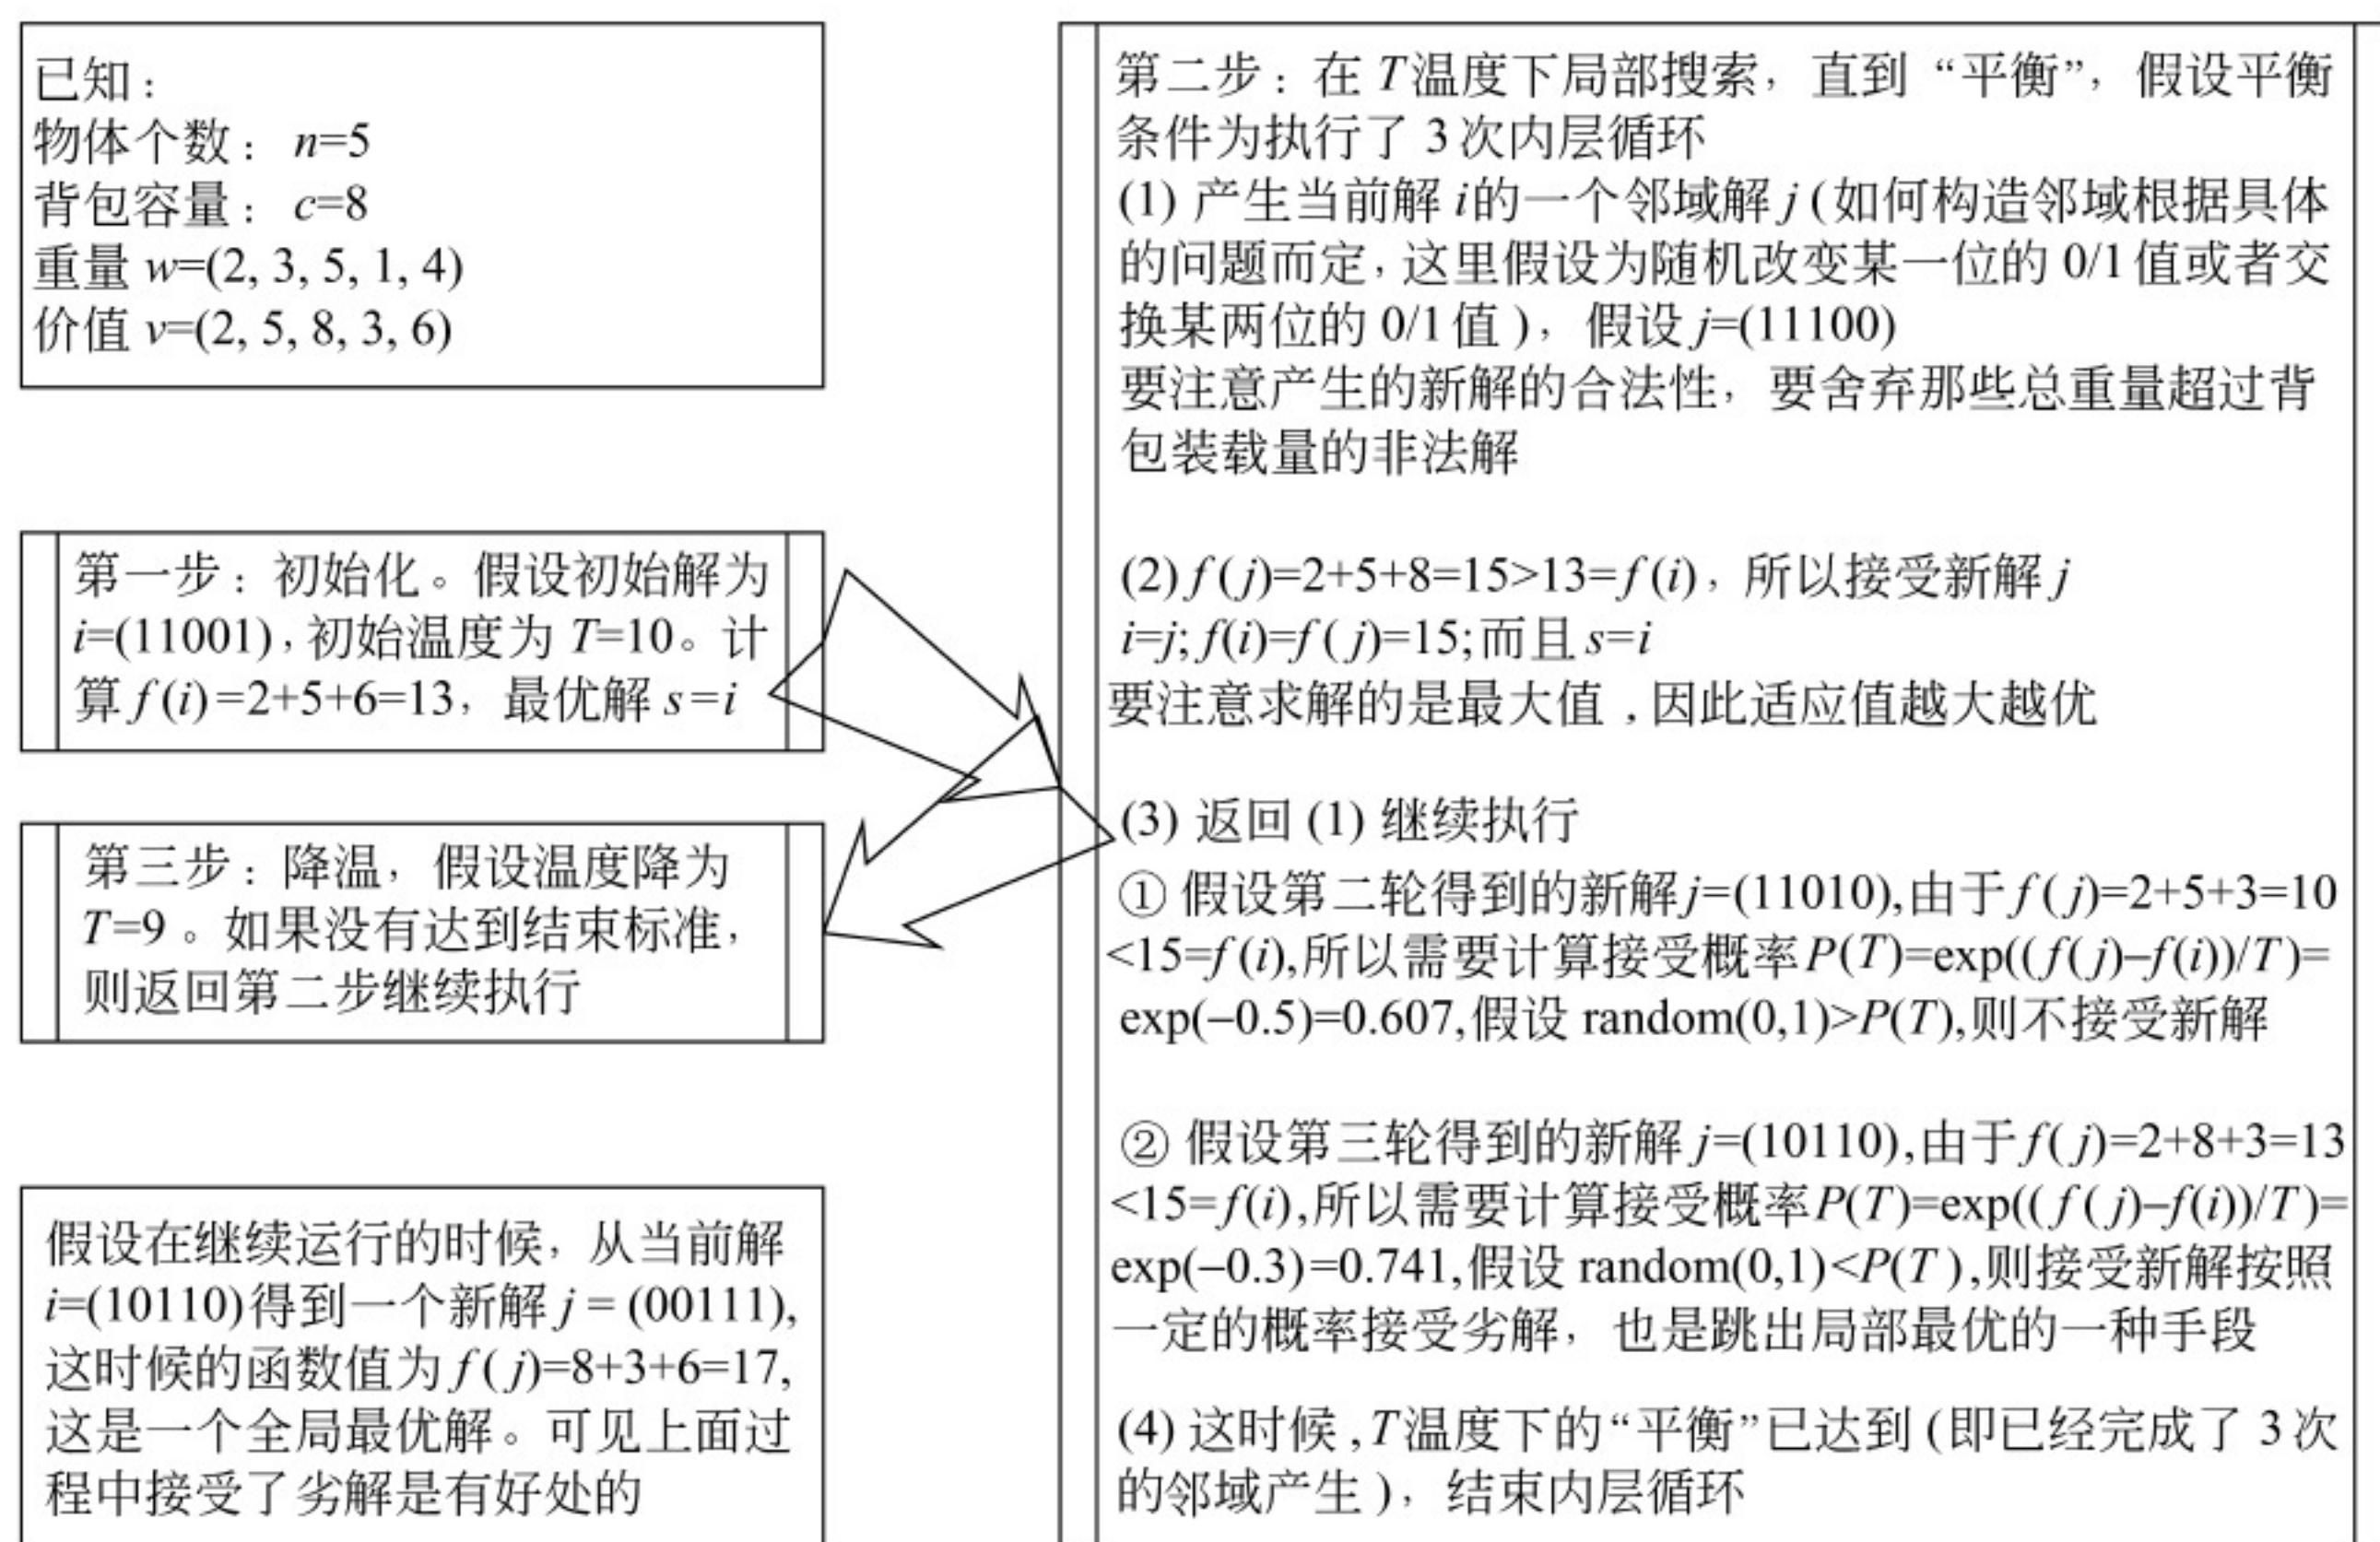 已知：
物体个数： n=5
背包容量： c=8
重量 w=(2, 3, 5, 1, 4)
价值 v=(2, 5, 8, 3, 6)
第一步：初始化。假设初始解为
i=(11001)，初始温度为 T=10。计
算 f(i)=2+5+6=13，最优解 s=i
第二步：在 T温度下局部搜索，直到 “平衡”，假设平衡
条件为执行了 3次内层循环
(1) 产生当前解 i的一个邻域解 j (如何构造邻域根据具体
的问题而定，这里假设为随机改变某一位的 0/1值或者交
换某两位的 0/1值 )，假设 j=(11100)
要注意产生的新解的合法性，要舍弃那些总重量超过背
包装载量的非法解
(2) f ( j)=2+5+8=15>13=f (i)，所以接受新解 j
i=j; f(i)=f ( j)=15;而且 s=i
要注意求解的是最大值 ,因此适应值越大越优
(3) 返回 (1) 继续执行
① 假设第二轮得到的新解 j=(11010),由于 f ( j)=2+5+3=10
<15=f (i),所以需要计算接受概率 P(T)=exp((f(j)–f(i))/T)=
exp(–0.5)=0.607,假设 random(0,1)>P(T),则不接受新解
② 假设第三轮得到的新解 j=(10110),由于 f( j)=2+8+3=13
<15=f(i),所以需要计算接受概率 P(T)=exp((f ( j)–f(i))/T)=
exp(–0.3)=0.741,假设 random(0,1)<P(T ),则接受新解按照
一定的概率接受劣解，也是跳出局部最优的一种手段
(4) 这时候 ,T温度下的“平衡”已达到 (即已经完成了 3次
的邻域产生 )，结束内层循环
第三步：降温，假设温度降为
T=9 。如果没有达到结束标准，
则返回第二步继续执行
假设在继续运行的时候，从当前解
i=(10110)得到一个新解 j = (00111),
这时候的函数值为 f ( j)=8+3+6=17,
这是一个全局最优解。可见上面过
程中接受了劣解是有好处的